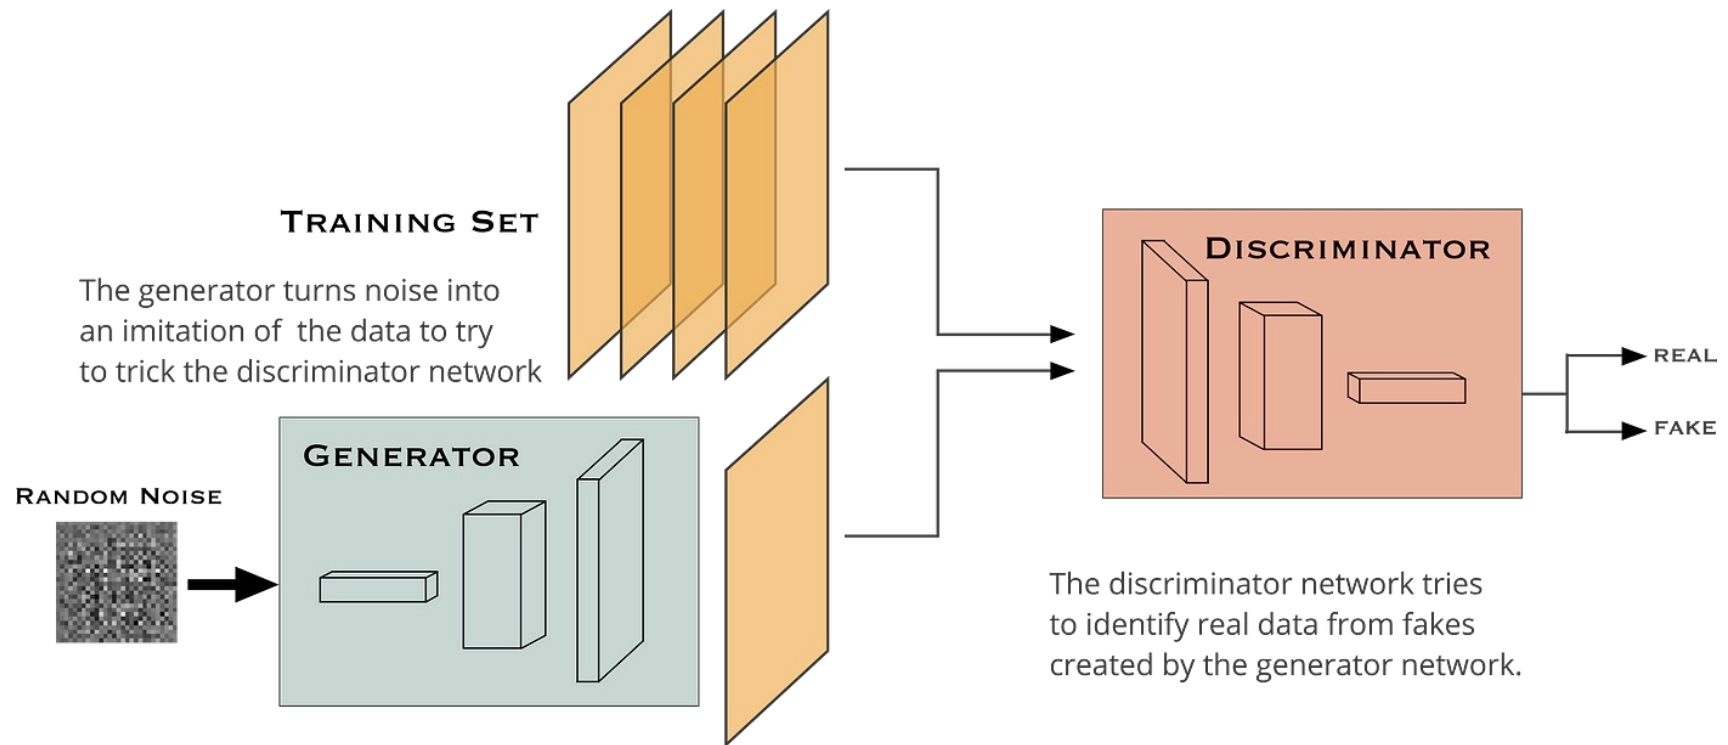 TRAINING SET
The generator turns noise into
an imitation of the data to try
to trick the discriminator network
GENERATOR
RANDOM NOISE
DISCRIMINATOR
REAL
FAKE
The discriminator network tries
to identify real data from fakes
created by the generator network.